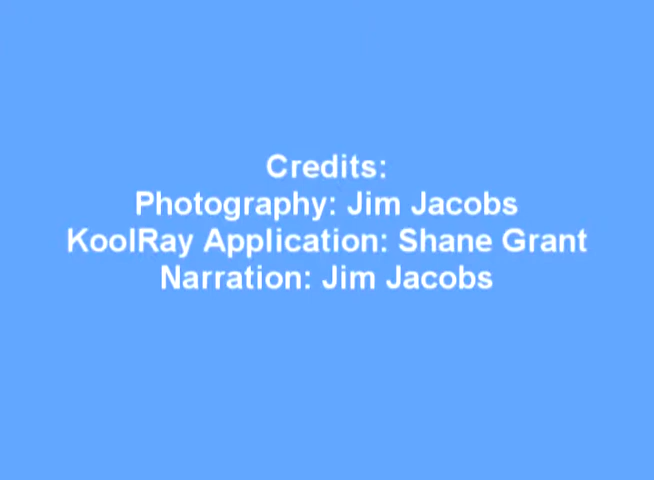 Credits:
Photography: Jim Jacobs
KoolRay Application: Shane Grant
Narration: Jim Jacobs